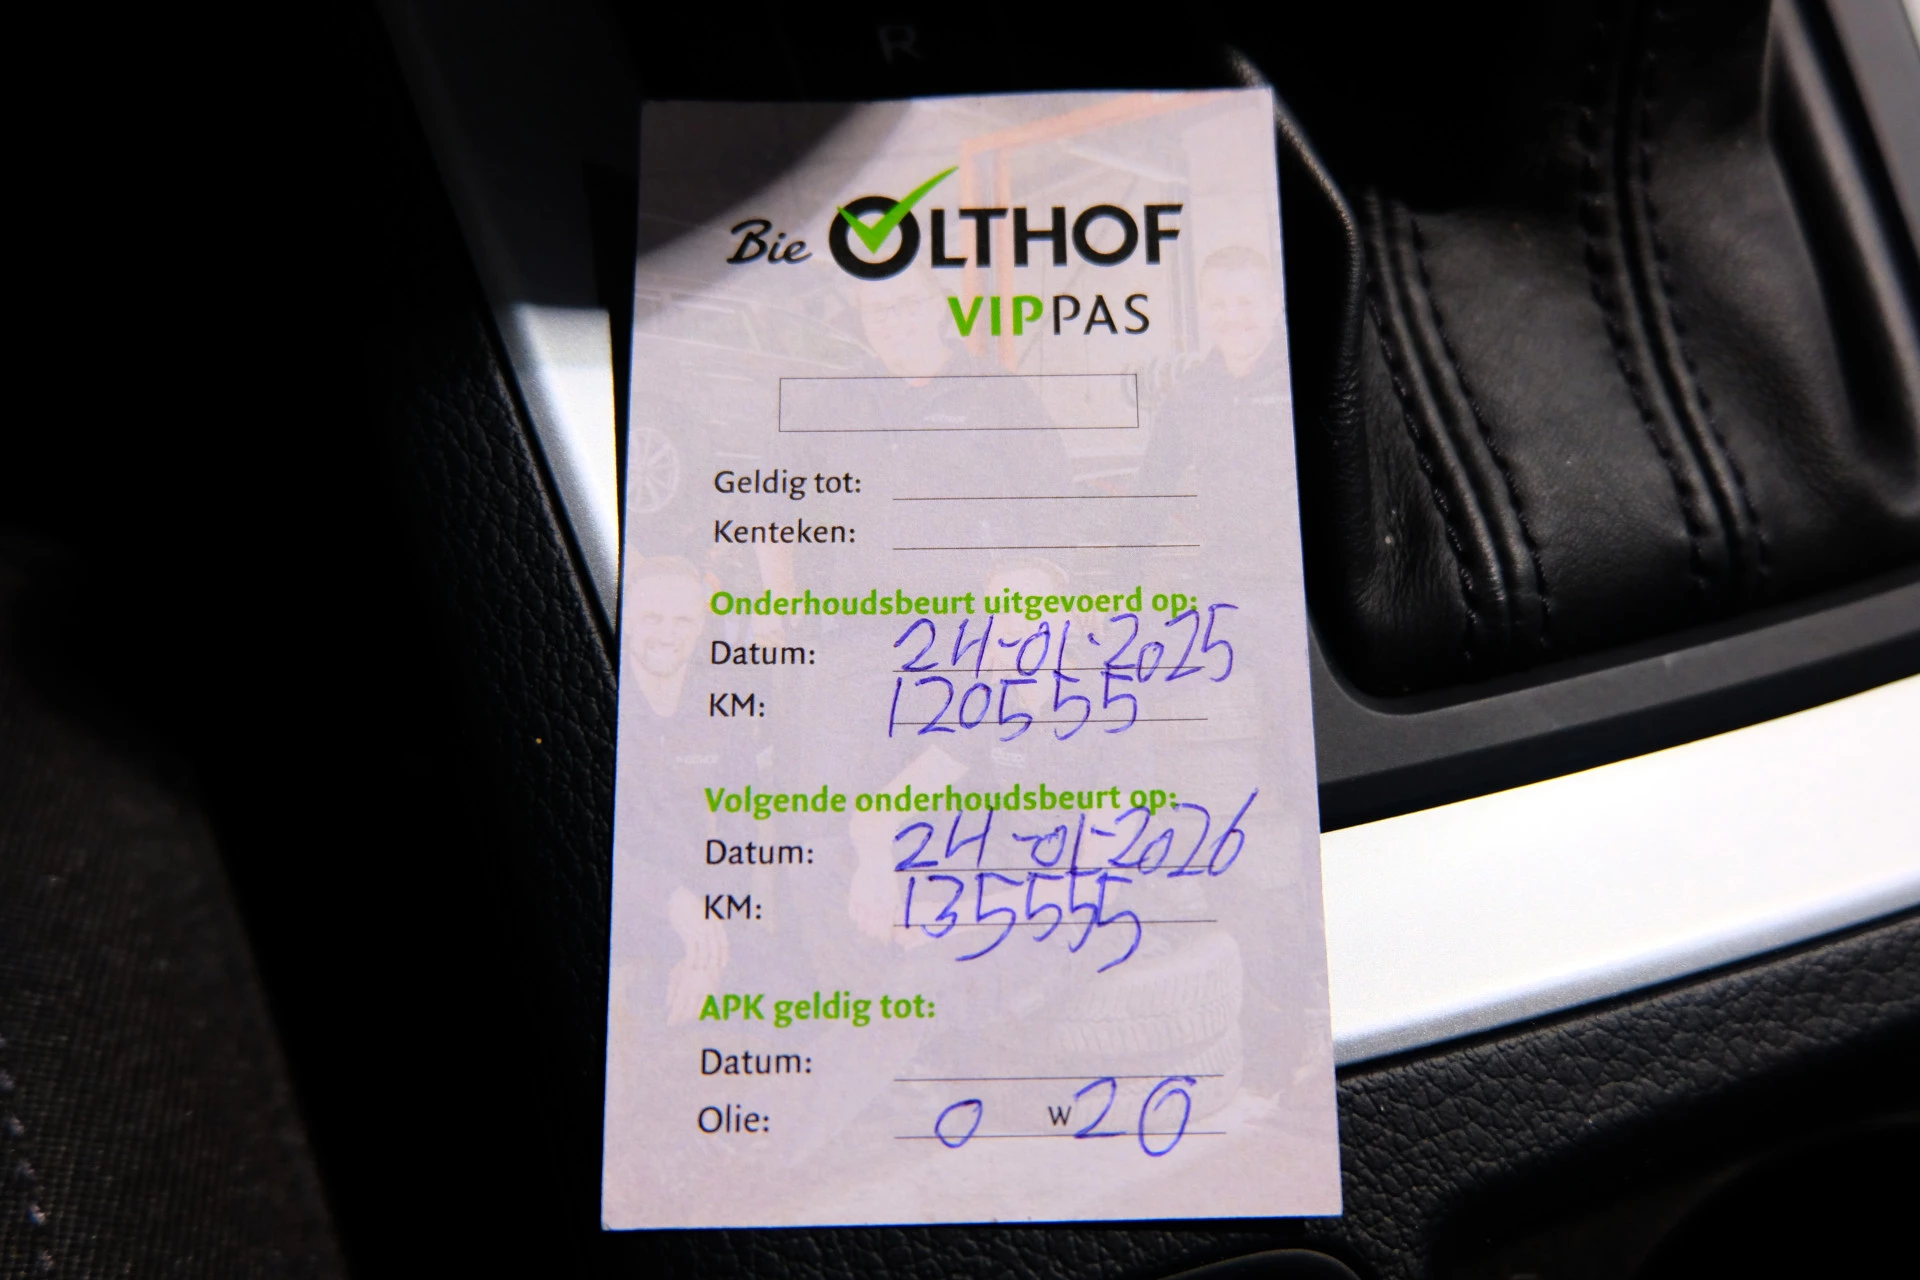 R
Bie OLTHOF
VIPPAS
Geldig tot:
Kenteken:
Onderhoudsbeurt uitgevoerd op:
Datum: 24-01-2025
KM: 120555
Volgende onderhoudsbeurt op:
Datum: 24-01-2026
KM: 135555
APK geldig tot:
Datum:
Olie: 0 W 20